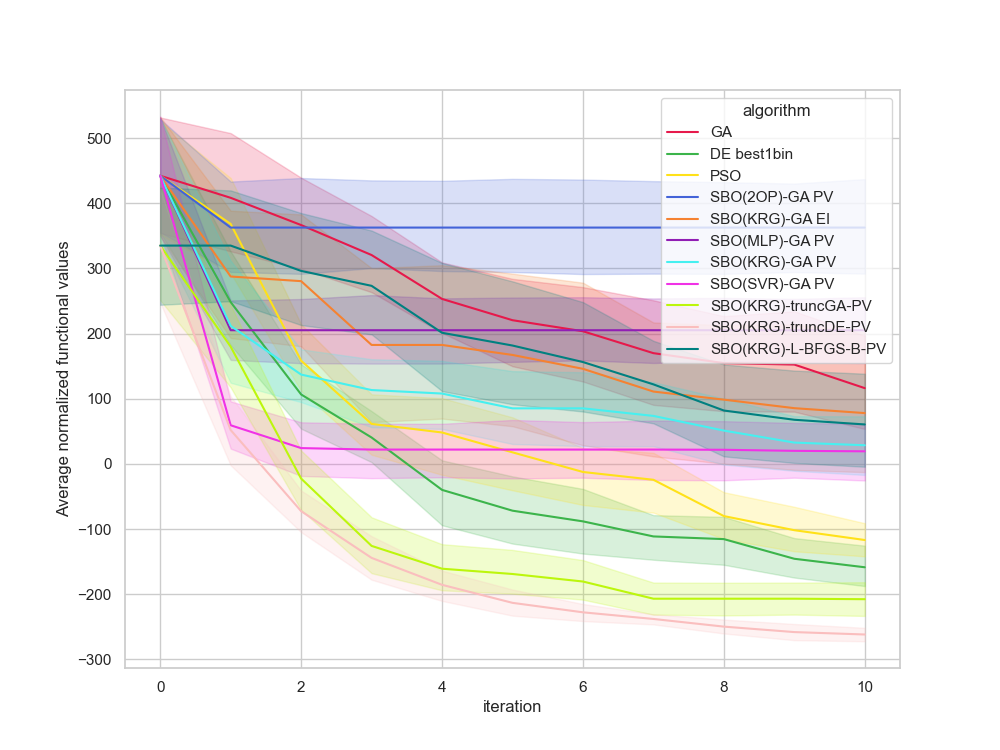 algorithm
GA
DE best1bin
PSO
SBO(2OP)-GA PV
SBO(KRG)-GA EI
SBO(MLP)-GA PV
SBO(KRG)-GA PV
SBO(SVR)-GA PV
SBO(KRG)-truncGA-PV
SBO(KRG)-truncDE-PV
SBO(KRG)-L-BFGS-B-PV
Average normalized functional values
500
400
300
200
100
0
−100
−200
−300
0 2 4 6 8 10
iteration